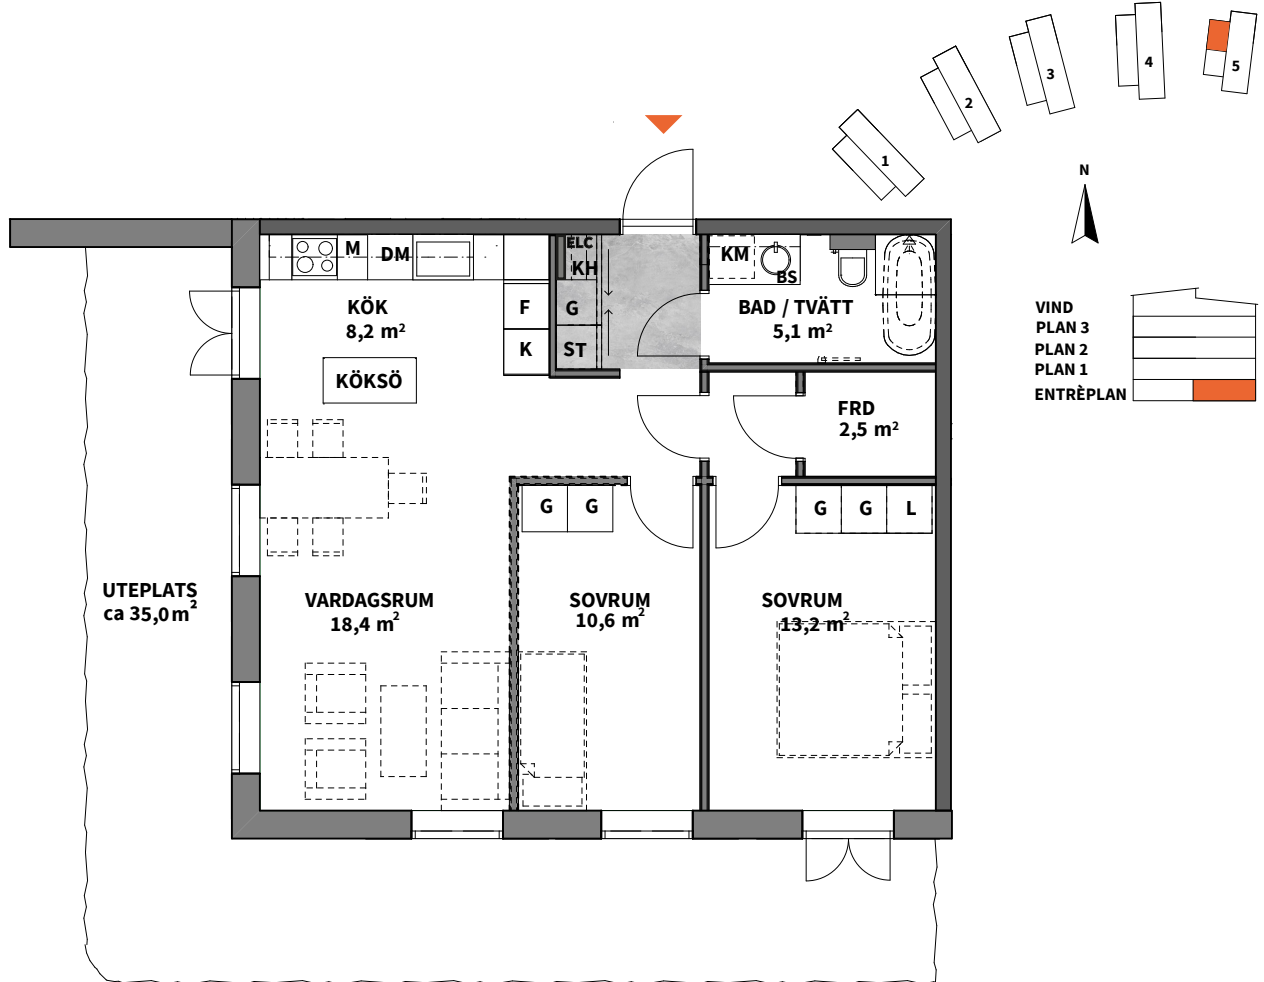 1
2
3
4
5
N
VIND
PLAN 3
PLAN 2
PLAN 1
ENTRÈPLAN
M
DM
ELC
KH
G
ST
KM
BS
KÖK
8,2 m²
F
K
KÖKSÖ
BAD / TVÄTT
5,1 m²
FRD
2,5 m²
G
G
G
G
L
UTEPLATS
ca 35,0 m²
VARDAGSRUM
18,4 m²
SOVRUM
10,6 m²
SOVRUM
13,2 m²